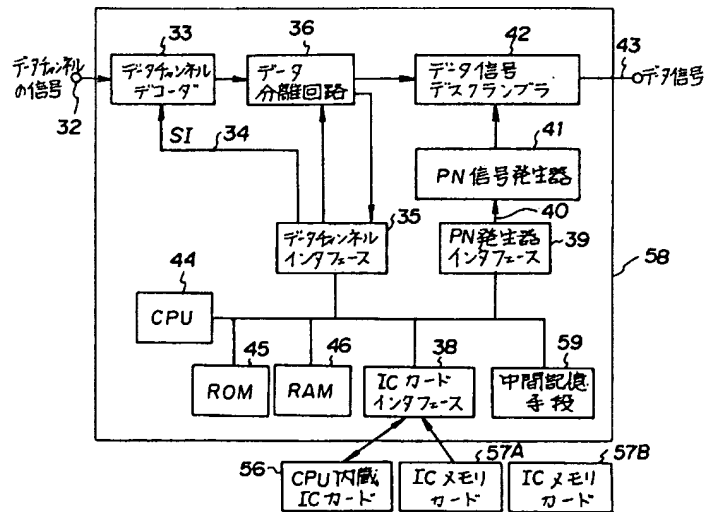 33
36
42
43
データチャンネル
の信号
32
データチャンネル
デコーダ
データ
分離回路
データ信号
デスクランブラ
データ信号
SI
34
41
PN信号発生器
40
35
データチャンネル
インタフェース
PN発生器
インタフェース
39
58
44
CPU
45
ROM
46
RAM
38
ICカード
インタフェース
59
中間記憶
手段
56
CPU内蔵
ICカード
57A
ICメモリ
カード
57B
ICメモリ
カード